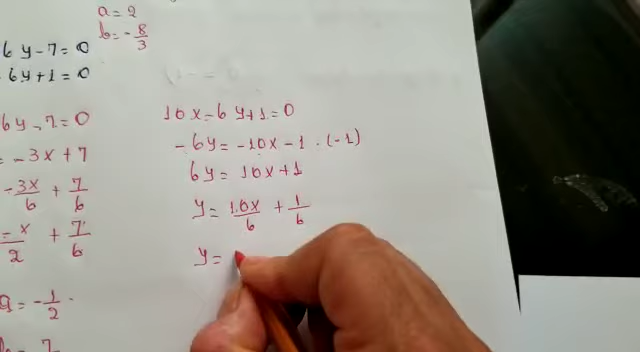 a = 2
b = -8/3
6y - 7 = 0
6y + 1 = 0
6y - 7 = 0
= -3x + 7
-3x/6 + 7/6
= x/2 + 7/6
a = -1/2
10x - 6y + 1 = 0
-6y = -10x - 1 · (-1)
6y = 10x + 1
y = 10x/6 + 1/6
y =